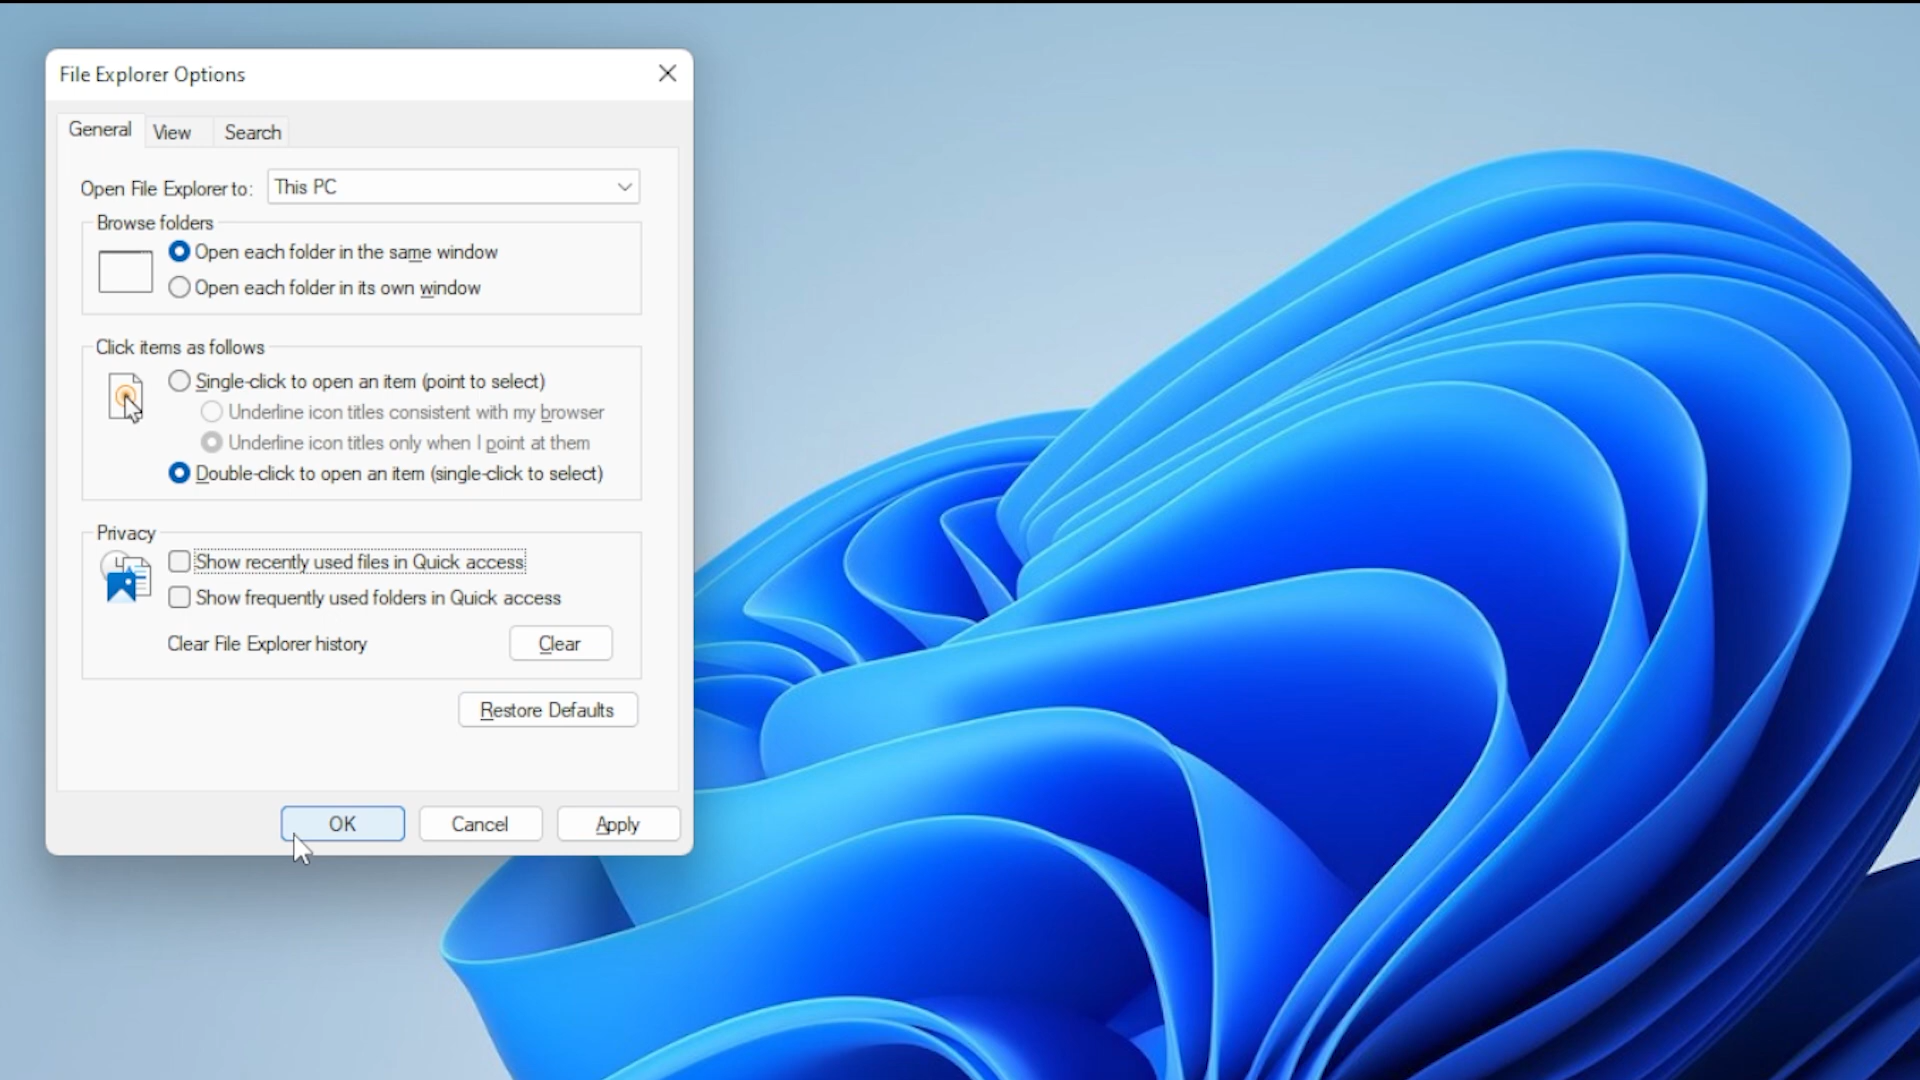 File Explorer Options
General View Search
Open File Explorer to: This PC
Browse folders
Open each folder in the same window
Open each folder in its own window
Click items as follows
Single-click to open an item (point to select)
Underline icon titles consistent with my browser
Underline icon titles only when I point at them
Double-click to open an item (single-click to select)
Privacy
Show recently used files in Quick access
Show frequently used folders in Quick access
Clear File Explorer history Clear
Restore Defaults
OK Cancel Apply